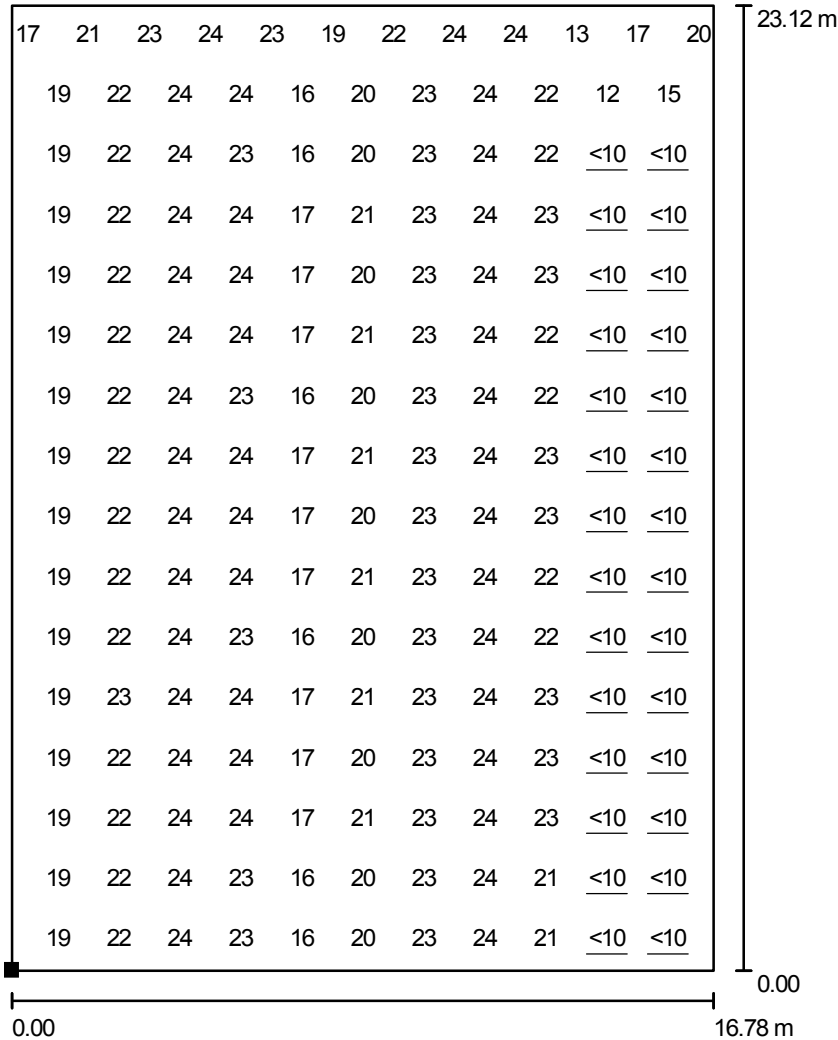 23.12 m
17 21 23 24 23 19 22 24 24 13 17 20
19 22 24 24 16 20 23 24 22 12 15
19 22 24 23 16 20 23 24 22 <10 <10
19 22 24 24 17 21 23 24 23 <10 <10
19 22 24 24 17 20 23 24 23 <10 <10
19 22 24 24 17 21 23 24 22 <10 <10
19 22 24 23 16 20 23 24 22 <10 <10
19 22 24 24 17 21 23 24 23 <10 <10
19 22 24 24 17 20 23 24 23 <10 <10
19 22 24 24 17 21 23 24 22 <10 <10
19 22 24 23 16 20 23 24 22 <10 <10
19 23 24 24 17 21 23 24 23 <10 <10
19 22 24 24 17 20 23 24 23 <10 <10
19 22 24 24 17 21 23 24 23 <10 <10
19 22 24 23 16 20 23 24 21 <10 <10
19 22 24 23 16 20 23 24 21 <10 <10
0.00
0.00 16.78 m